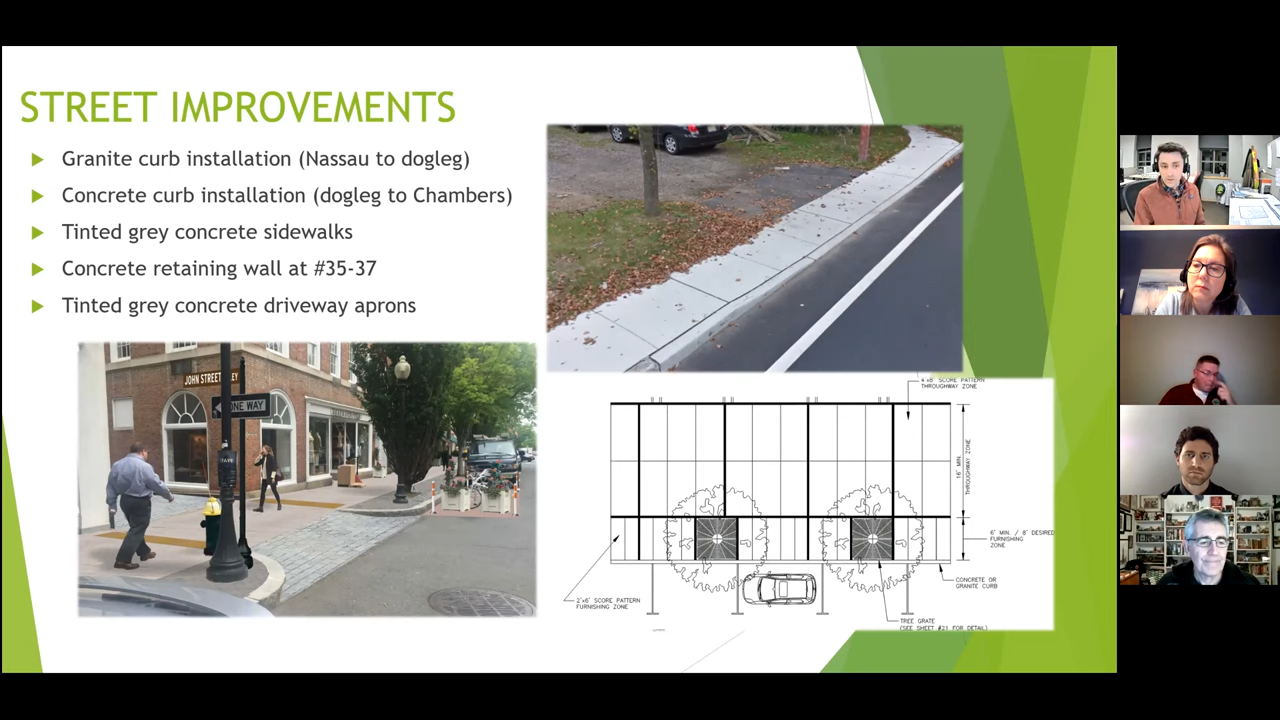 STREET IMPROVEMENTS
Granite curb installation (Nassau to dogleg)
Concrete curb installation (dogleg to Chambers)
Tinted grey concrete sidewalks
Concrete retaining wall at #35-37
Tinted grey concrete driveway aprons
JOHN STREET
ONE WAY
4'x8' SCORE PATTERN
THROUGHWAY ZONE
16' MIN.
THROUGHWAY ZONE
6' MIN. / 8' DESIRED
FURNISHING
ZONE
CONCRETE OR
GRANITE CURB
2'x6' SCORE PATTERN
FURNISHING ZONE
TREE GRATE
(SEE SHEET #21 FOR DETAIL)